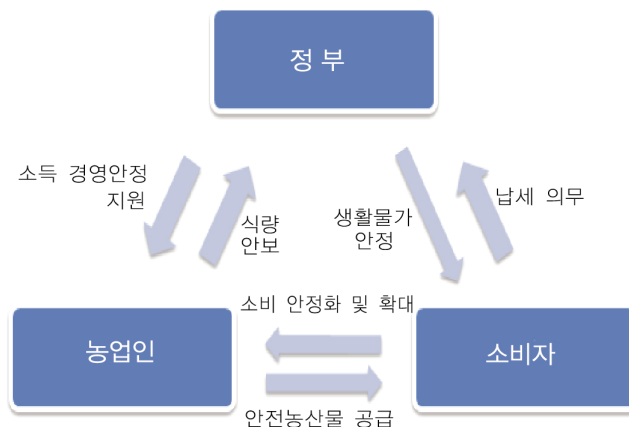 정 부
소득 경영안정
지원
식량
안보
생활물가
안정
납세 의무
소비 안정화 및 확대
농업인
소비자
안전농산물 공급